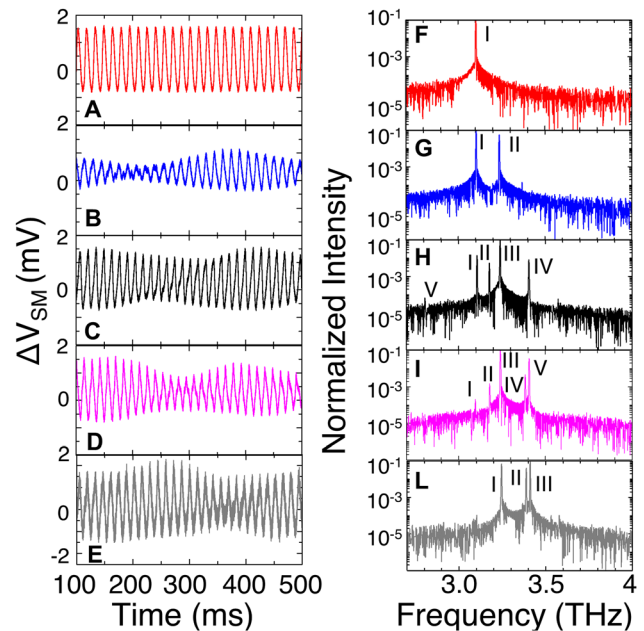 2
0
A
2
0
B
2
0
C
2
0
D
2
0
-2
E
100 200 300 400 500
Time (ms)
ΔV_SM (mV)
10^-1
10^-3
10^-5
F
I
10^-1
10^-3
10^-5
G
I
II
10^-1
10^-3
10^-5
H
V
I
II
III
IV
10^-1
10^-3
10^-5
I
I
II
III
IV
V
10^-1
10^-3
10^-5
L
I
II
III
3.0 3.5 4
Frequency (THz)
Normalized Intensity